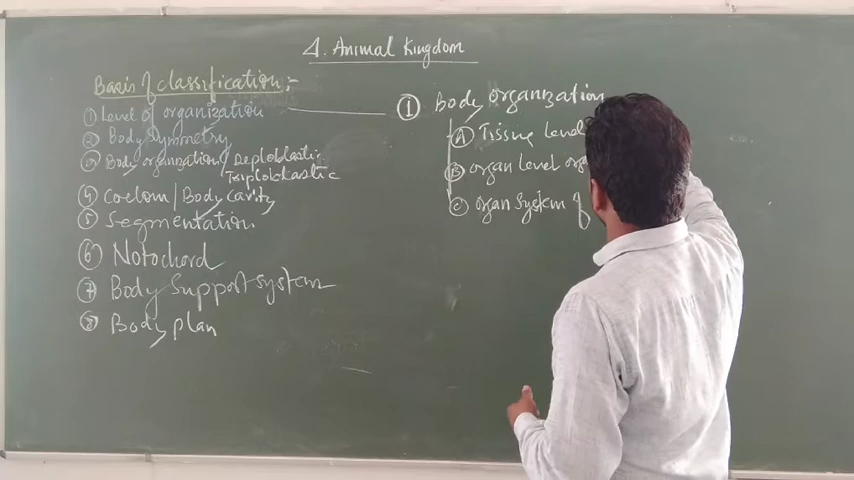 4. Animal Kingdom
Basis of classification:-
① Level of organization
② Body Symmetry
③ Body organization Deploblastic
Triploblastic
④ Coelom / Body cavity
⑤ Segmentation
⑥ Notochord
⑦ Body Support system
⑧ Body plan
① Body organization
Ⓐ Tissue level
Ⓑ organ level org
Ⓒ organ system of